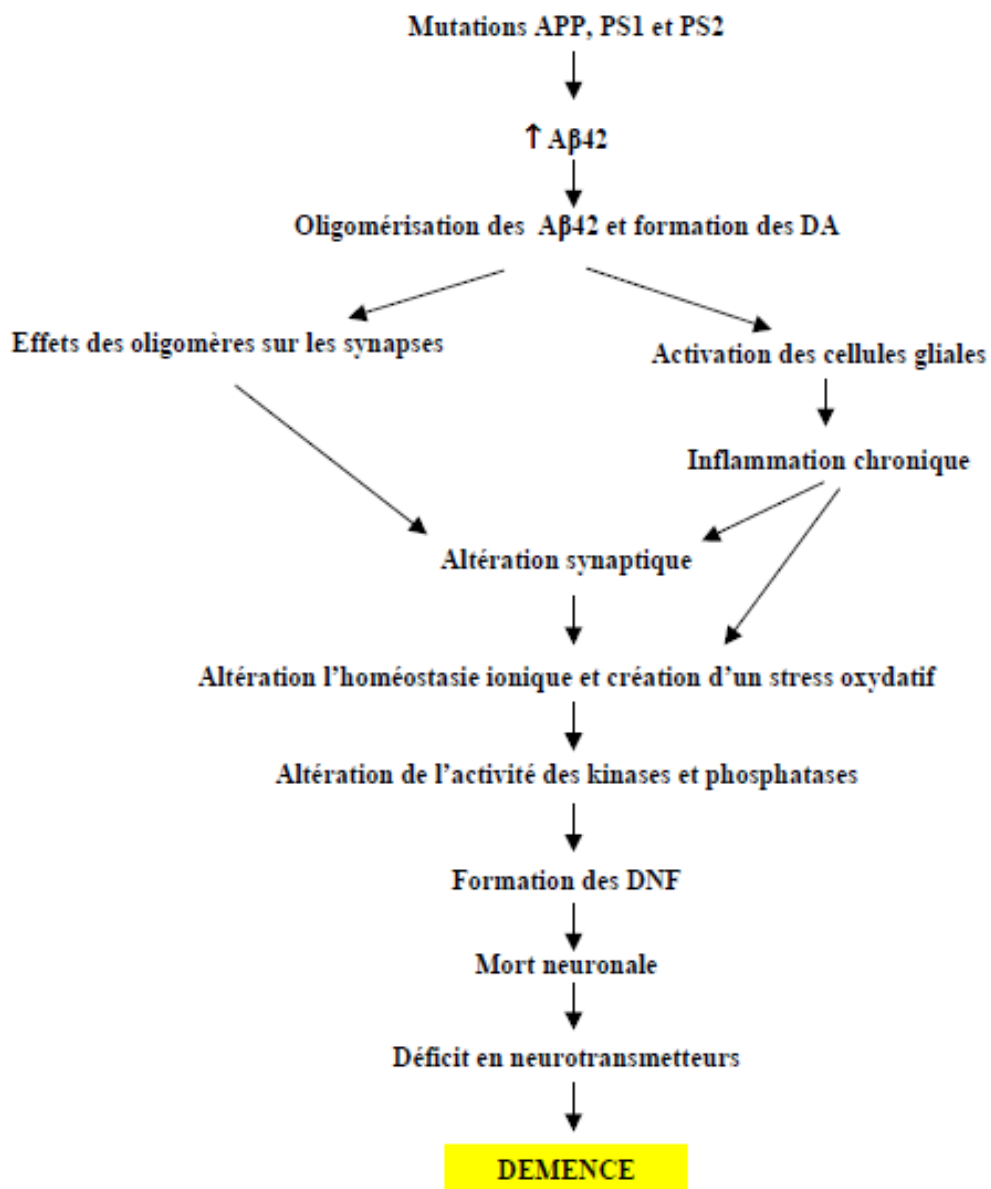 Mutations APP, PS1 et PS2
↑ Aβ42
Oligomérisation des Aβ42 et formation des DA
Effets des oligomères sur les synapses
Activation des cellules gliales
Inflammation chronique
Altération synaptique
Altération l’homéostasie ionique et création d’un stress oxydatif
Altération de l’activité des kinases et phosphatases
Formation des DNF
Mort neuronale
Déficit en neurotransmetteurs
DEMENCE